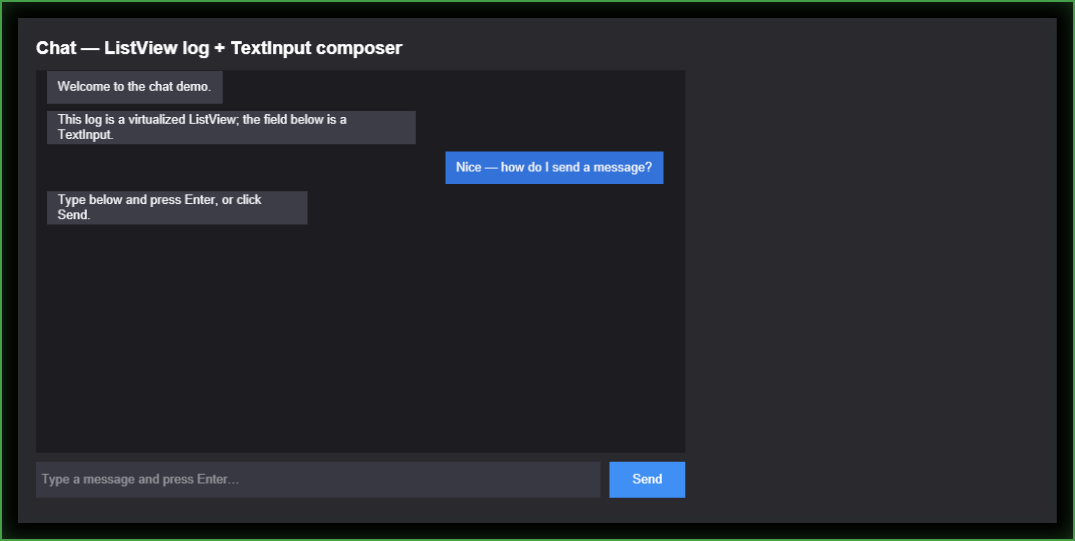 Chat — ListView log + TextInput composer
Welcome to the chat demo.
This log is a virtualized ListView; the field below is a
TextInput.
Nice — how do I send a message?
Type below and press Enter, or click
Send.
Type a message and press Enter...
Send